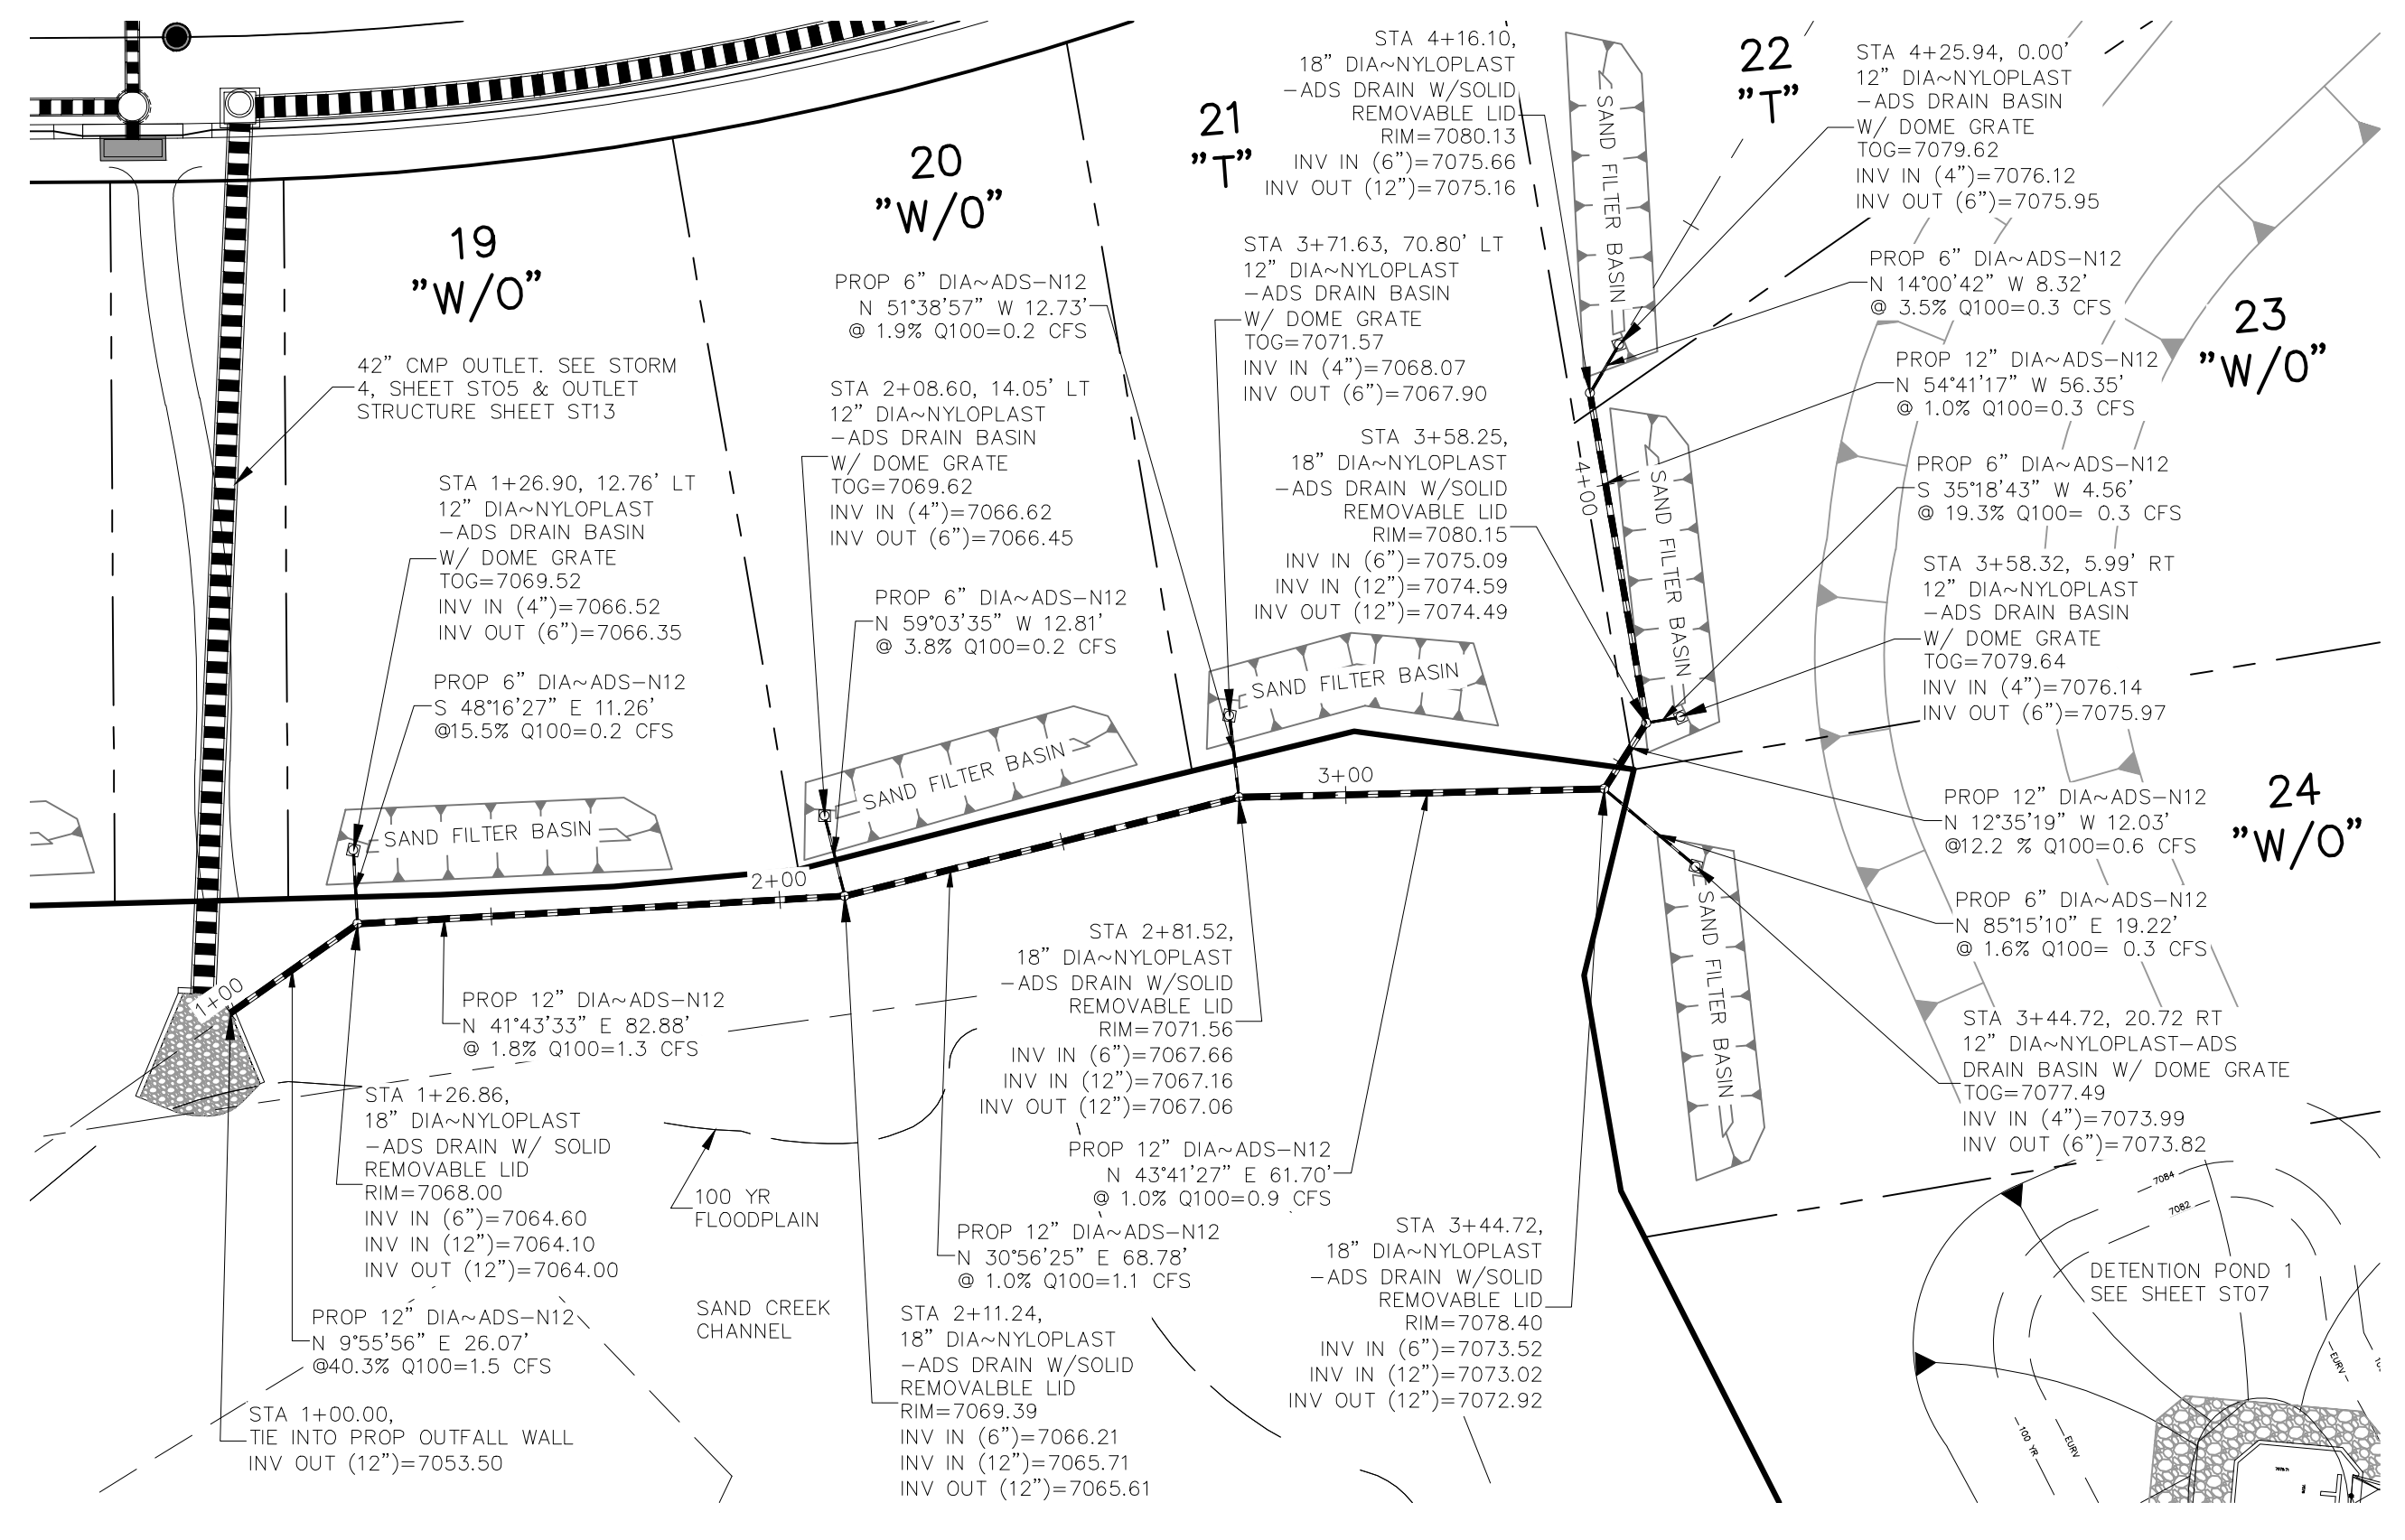 19
"W/O"
20
"W/O"
21
"T"
22
"T"
23
"W/O"
24
"W/O"
42" CMP OUTLET. SEE STORM
4, SHEET ST05 & OUTLET
STRUCTURE SHEET ST13
STA 1+26.90, 12.76' LT
12" DIA~NYLOPLAST
-ADS DRAIN BASIN
W/ DOME GRATE
TOG=7069.52
INV IN (4")=7066.52
INV OUT (6")=7066.35
PROP 6" DIA~ADS-N12
S 48°16'27" E 11.26'
@15.5% Q100=0.2 CFS
PROP 6" DIA~ADS-N12
N 51°38'57" W 12.73'
@ 1.9% Q100=0.2 CFS
STA 2+08.60, 14.05' LT
12" DIA~NYLOPLAST
-ADS DRAIN BASIN
W/ DOME GRATE
TOG=7069.62
INV IN (4")=7066.62
INV OUT (6")=7066.45
PROP 6" DIA~ADS-N12
N 59°03'35" W 12.81'
@ 3.8% Q100=0.2 CFS
STA 4+16.10,
18" DIA~NYLOPLAST
-ADS DRAIN W/SOLID
REMOVABLE LID
RIM=7080.13
INV IN (6")=7075.66
INV OUT (12")=7075.16
STA 3+71.63, 70.80' LT
12" DIA~NYLOPLAST
-ADS DRAIN BASIN
W/ DOME GRATE
TOG=7071.57
INV IN (4")=7068.07
INV OUT (6")=7067.90
STA 3+58.25,
18" DIA~NYLOPLAST
-ADS DRAIN W/SOLID
REMOVABLE LID
RIM=7080.15
INV IN (6")=7075.09
INV IN (12")=7074.59
INV OUT (12")=7074.49
STA 4+25.94, 0.00'
12" DIA~NYLOPLAST
-ADS DRAIN BASIN
W/ DOME GRATE
TOG=7079.62
INV IN (4")=7076.12
INV OUT (6")=7075.95
PROP 6" DIA~ADS-N12
N 14°00'42" W 8.32'
@ 3.5% Q100=0.3 CFS
PROP 12" DIA~ADS-N12
N 54°41'17" W 56.35'
@ 1.0% Q100=0.3 CFS
PROP 6" DIA~ADS-N12
S 35°18'43" W 4.56'
@ 19.3% Q100= 0.3 CFS
STA 3+58.32, 5.99' RT
12" DIA~NYLOPLAST
-ADS DRAIN BASIN
W/ DOME GRATE
TOG=7079.64
INV IN (4")=7076.14
INV OUT (6")=7075.97
PROP 12" DIA~ADS-N12
N 12°35'19" W 12.03'
@12.2 % Q100=0.6 CFS
PROP 6" DIA~ADS-N12
N 85°15'10" E 19.22'
@ 1.6% Q100= 0.3 CFS
STA 3+44.72, 20.72 RT
12" DIA~NYLOPLAST-ADS
DRAIN BASIN W/ DOME GRATE
TOG=7077.49
INV IN (4")=7073.99
INV OUT (6")=7073.82
SAND FILTER BASIN
SAND FILTER BASIN
SAND FILTER BASIN
SAND FILTER BASIN
SAND FILTER BASIN
SAND FILTER BASIN
1+00
2+00
3+00
4+00
PROP 12" DIA~ADS-N12
N 41°43'33" E 82.88'
@ 1.8% Q100=1.3 CFS
STA 1+26.86,
18" DIA~NYLOPLAST
-ADS DRAIN W/ SOLID
REMOVABLE LID
RIM=7068.00
INV IN (6")=7064.60
INV IN (12")=7064.10
INV OUT (12")=7064.00
PROP 12" DIA~ADS-N12
N 9°55'56" E 26.07'
@40.3% Q100=1.5 CFS
STA 1+00.00,
TIE INTO PROP OUTFALL WALL
INV OUT (12")=7053.50
100 YR
FLOODPLAIN
SAND CREEK
CHANNEL
STA 2+81.52,
18" DIA~NYLOPLAST
-ADS DRAIN W/SOLID
REMOVABLE LID
RIM=7071.56
INV IN (6")=7067.66
INV IN (12")=7067.16
INV OUT (12")=7067.06
PROP 12" DIA~ADS-N12
N 43°41'27" E 61.70'
@ 1.0% Q100=0.9 CFS
PROP 12" DIA~ADS-N12
N 30°56'25" E 68.78'
@ 1.0% Q100=1.1 CFS
STA 2+11.24,
18" DIA~NYLOPLAST
-ADS DRAIN W/SOLID
REMOVALBLE LID
RIM=7069.39
INV IN (6")=7066.21
INV IN (12")=7065.71
INV OUT (12")=7065.61
STA 3+44.72,
18" DIA~NYLOPLAST
-ADS DRAIN W/SOLID
REMOVABLE LID
RIM=7078.40
INV IN (6")=7073.52
INV IN (12")=7073.02
INV OUT (12")=7072.92
7084
7082
DETENTION POND 1
SEE SHEET ST07
EURV
EURV
100 YR